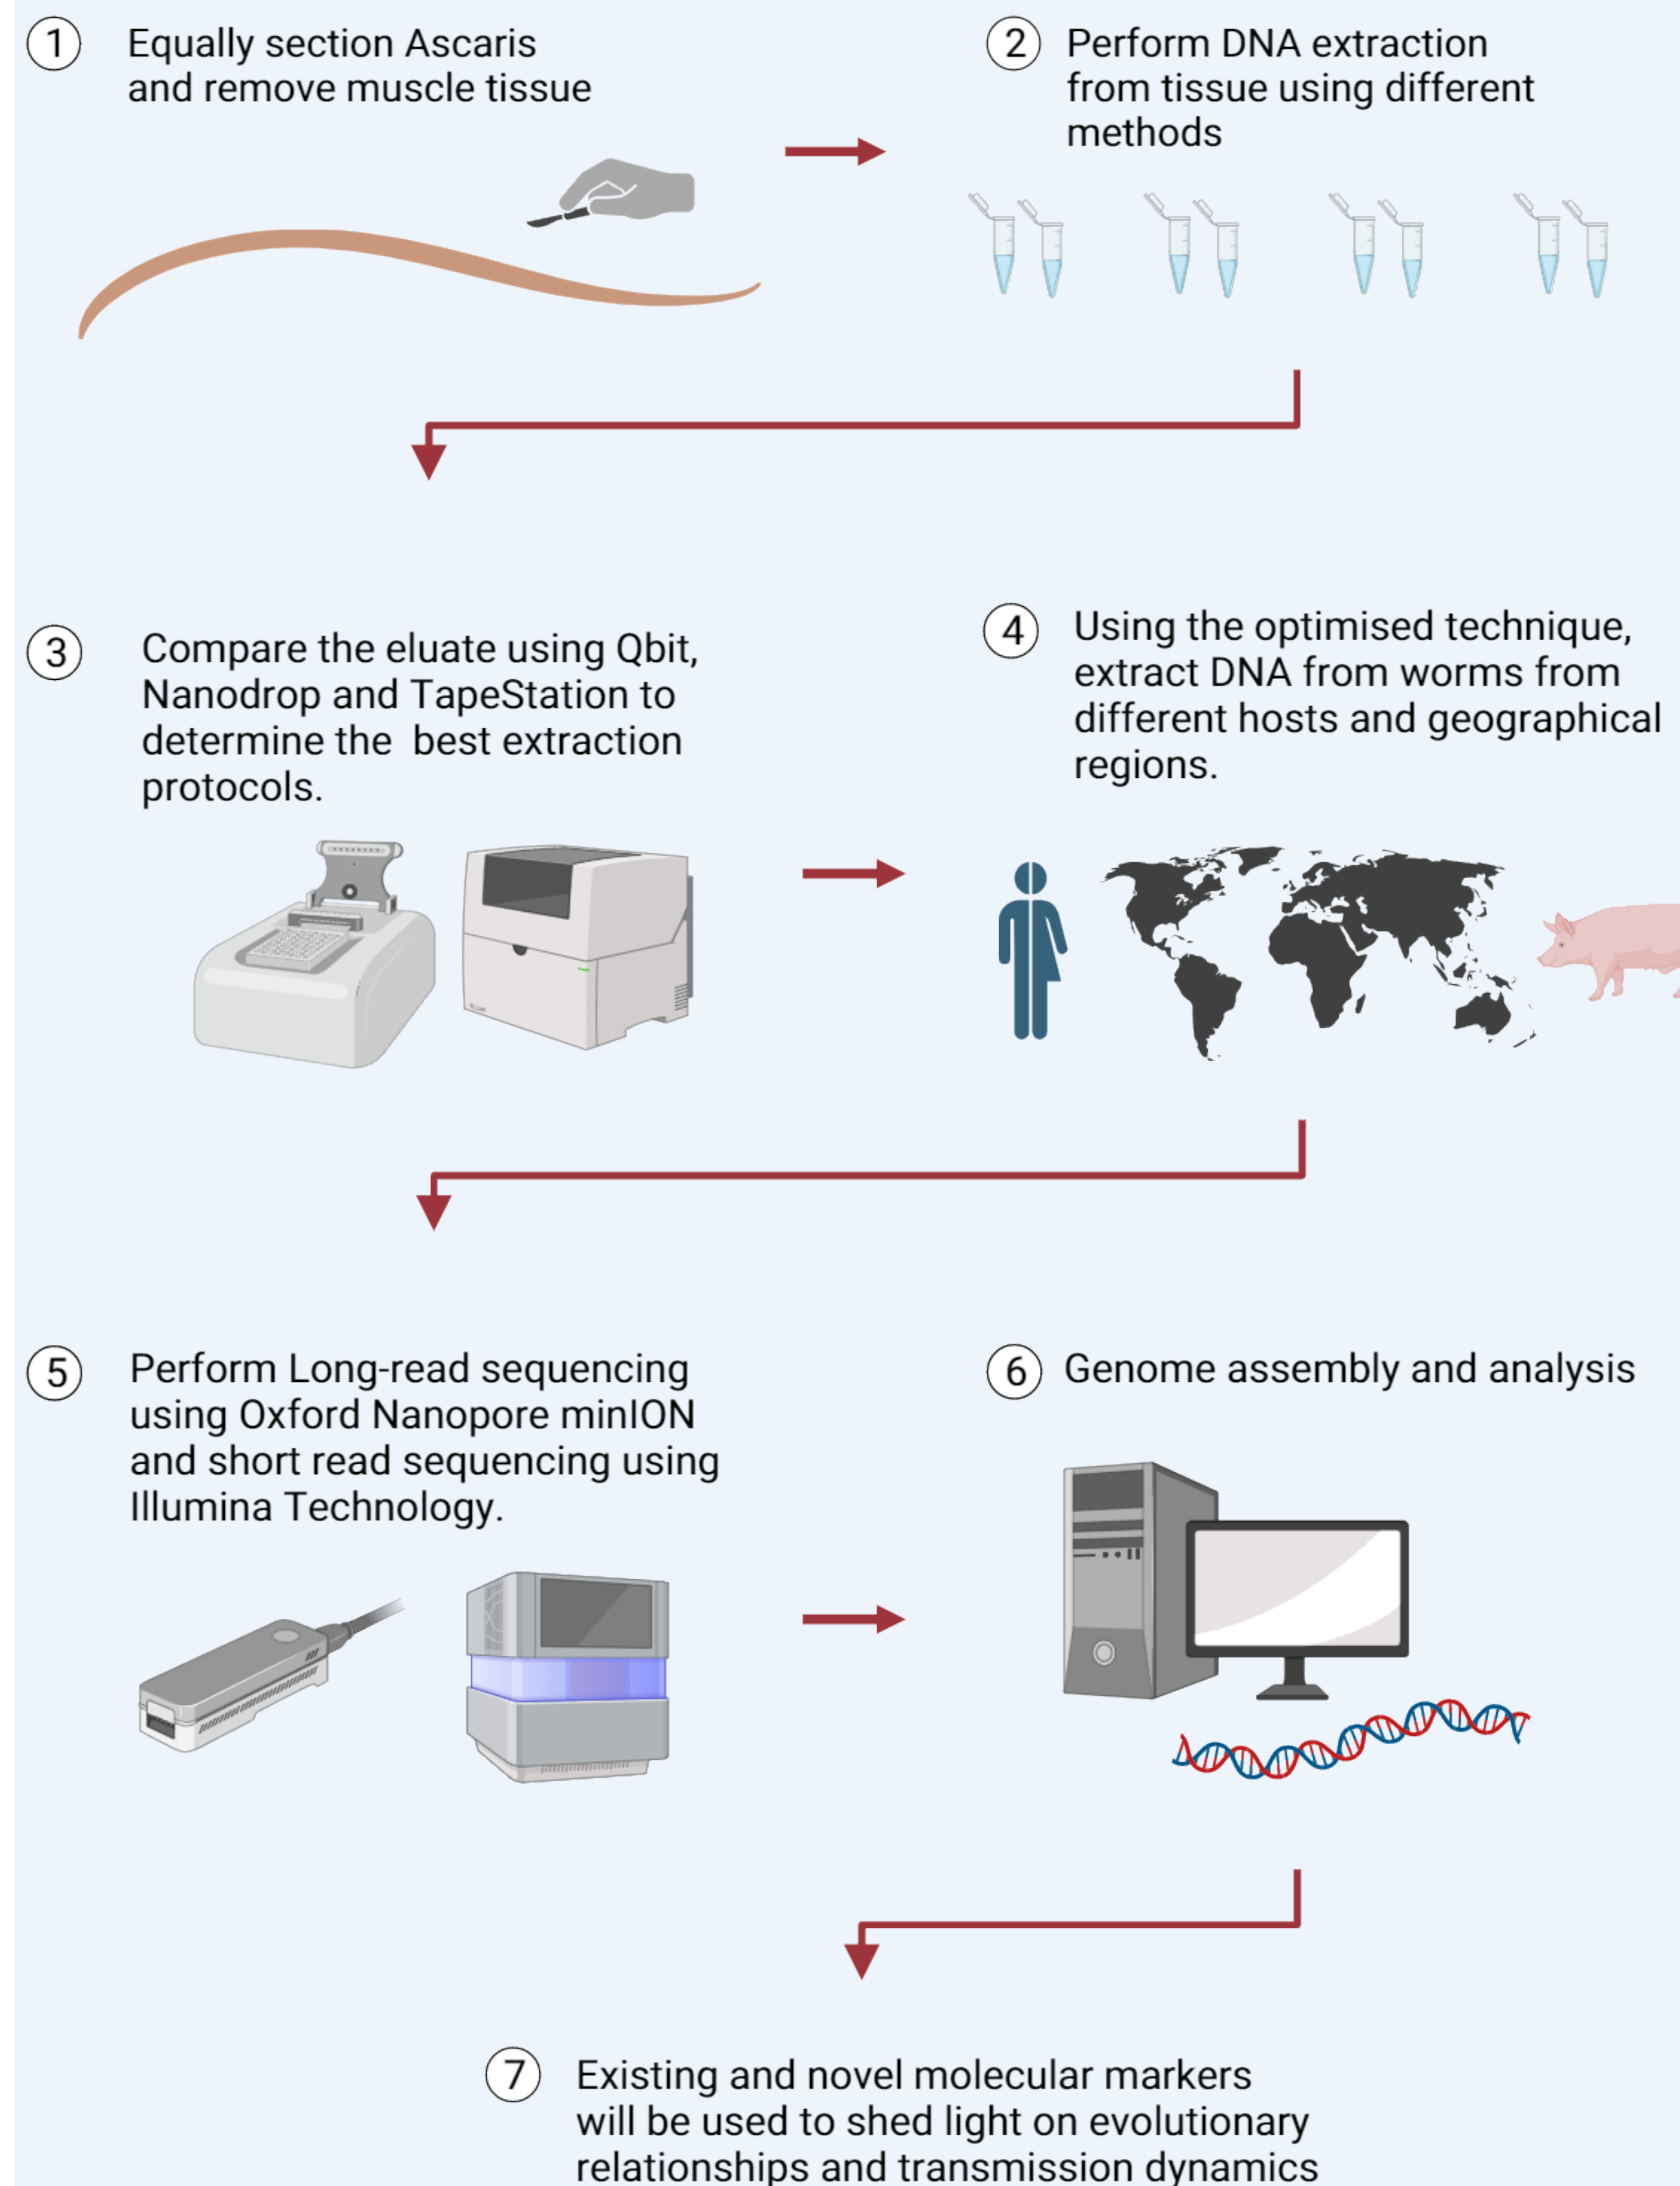 1
Equally section Ascaris
and remove muscle tissue
2
Perform DNA extraction
from tissue using different
methods
3
Compare the eluate using Qbit,
Nanodrop and TapeStation to
determine the best extraction
protocols.
4
Using the optimised technique,
extract DNA from worms from
different hosts and geographical
regions.
5
Perform Long-read sequencing
using Oxford Nanopore minION
and short read sequencing using
Illumina Technology.
6
Genome assembly and analysis
7
Existing and novel molecular markers
will be used to shed light on evolutionary
relationships and transmission dynamics